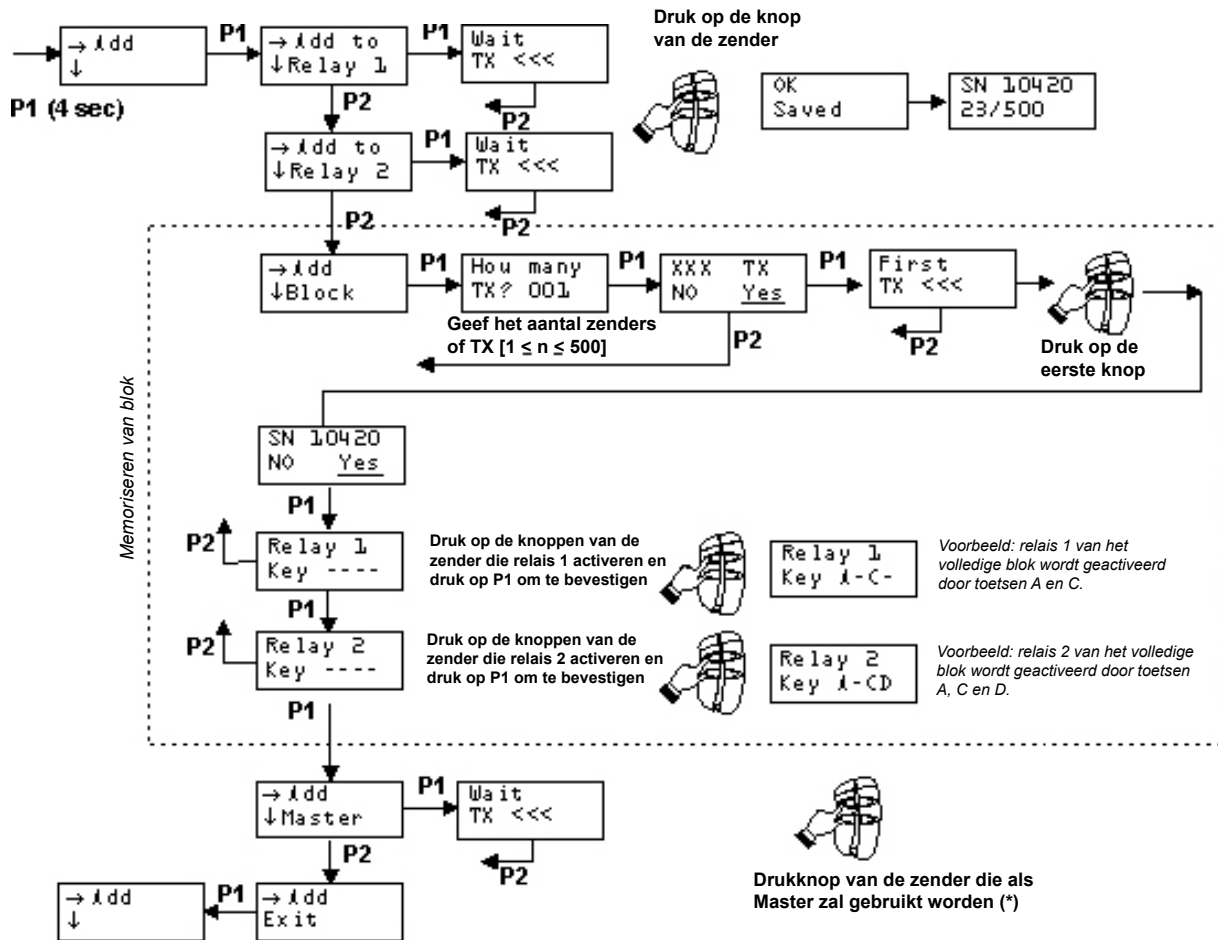 → Add
↓
P1 (4 sec)
P1
→ Add to
↓Relay 1
P1
Wait
TX <<<
P2
P2
Druk op de knop
van de zender
OK
Saved
SN 10420
23/500
→ Add to
↓Relay 2
P1
Wait
TX <<<
P2
P2
Memoriseren van blok
→ Add
↓Block
P1
How many
TX? 001
P1
XXX TX
NO Yes
P1
First
TX <<<
P2
P2
Geef het aantal zenders
of TX [1 ≤ n ≤ 500]
Druk op de
eerste knop
SN 10420
NO Yes
P1
P2
Relay 1
Key ----
Druk op de knoppen van de
zender die relais 1 activeren en
druk op P1 om te bevestigen
Relay 1
Key A-C-
Voorbeeld: relais 1 van het
volledige blok wordt geactiveerd
door toetsen A en C.
P1
P2
Relay 2
Key ----
Druk op de knoppen van de
zender die relais 2 activeren en
druk op P1 om te bevestigen
Relay 2
Key A-CD
Voorbeeld: relais 2 van het volledige
blok wordt geactiveerd door toetsen
A, C en D.
P1
→ Add
↓Master
P1
Wait
TX <<<
P2
P2
Drukknop van de zender die als
Master zal gebruikt worden (*)
→ Add
Exit
P1
→ Add
↓